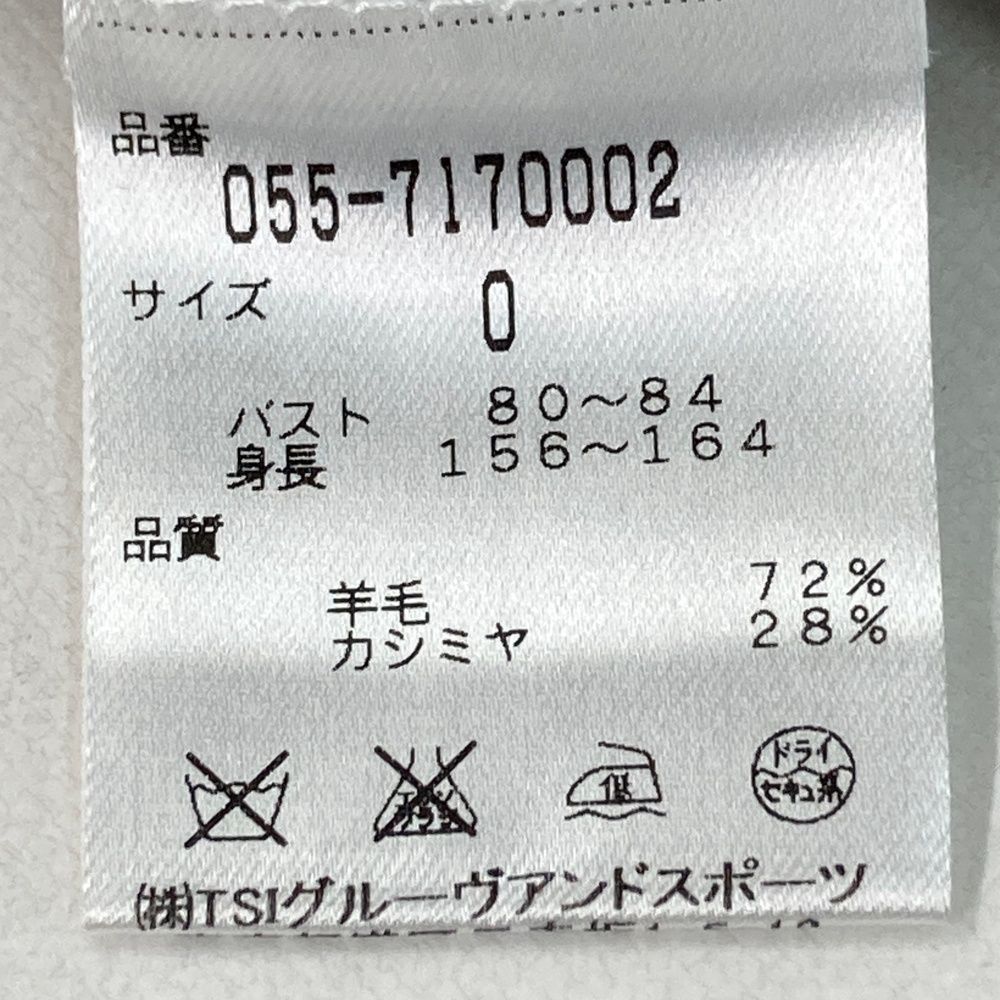 品番
055-7170002
サイズ 0
バスト 80～84
身長 156～164
品質
羊毛 72%
カシミヤ 28%
低
ドライ
セキユ系
㈱TSIグルーヴアンドスポーツ